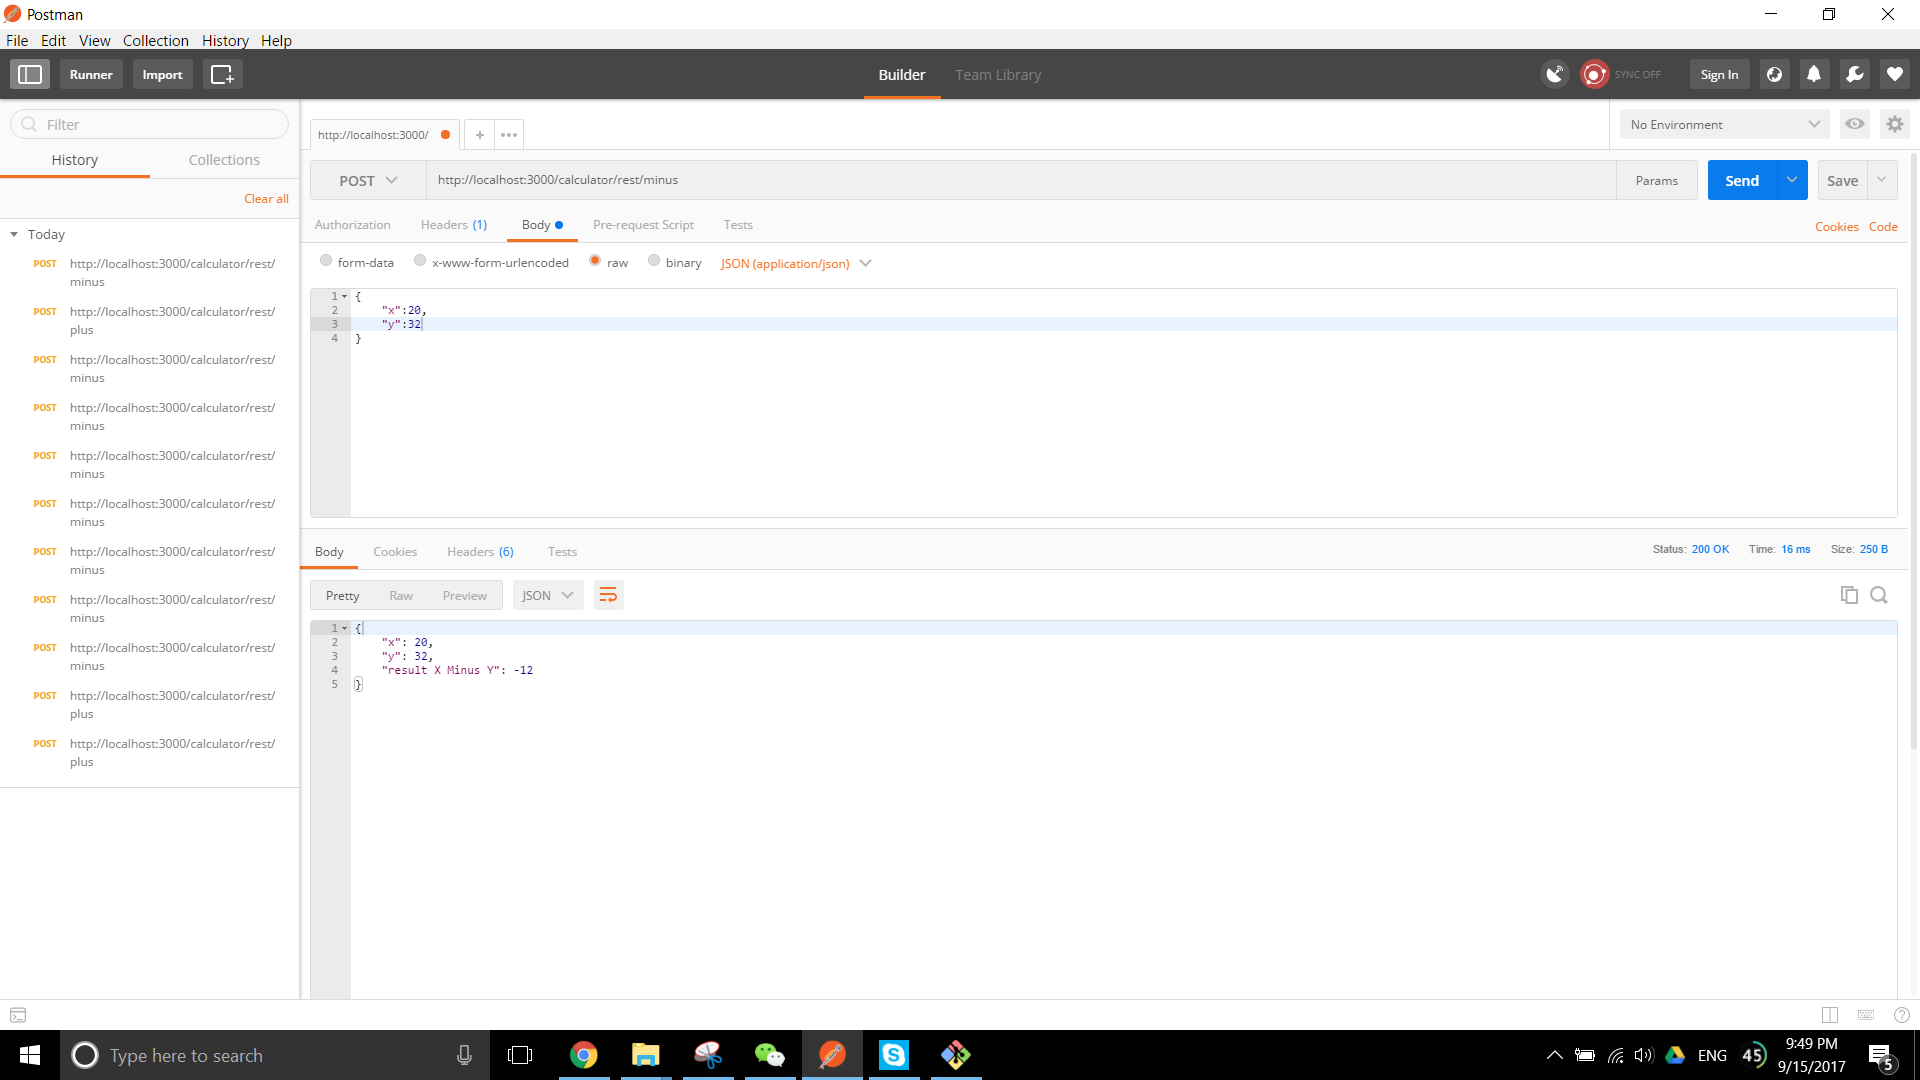 Postman
File Edit View Collection History Help
Runner Import Builder Team Library SYNC OFF Sign In
Filter
History Collections
Clear all
Today
POST http://localhost:3000/calculator/rest/
minus
POST http://localhost:3000/calculator/rest/
plus
POST http://localhost:3000/calculator/rest/
minus
POST http://localhost:3000/calculator/rest/
minus
POST http://localhost:3000/calculator/rest/
minus
POST http://localhost:3000/calculator/rest/
minus
POST http://localhost:3000/calculator/rest/
minus
POST http://localhost:3000/calculator/rest/
minus
POST http://localhost:3000/calculator/rest/
minus
POST http://localhost:3000/calculator/rest/
plus
POST http://localhost:3000/calculator/rest/
plus
http://localhost:3000/ + ••• No Environment
POST http://localhost:3000/calculator/rest/minus Params Send Save
Authorization Headers (1) Body Pre-request Script Tests Cookies Code
form-data x-www-form-urlencoded raw binary JSON (application/json)
1 {
2 "x":20,
3 "y":32
4 }
Body Cookies Headers (6) Tests Status: 200 OK Time: 16 ms Size: 250 B
Pretty Raw Preview JSON
1 {
2 "x": 20,
3 "y": 32,
4 "result X Minus Y": -12
5 }
Type here to search
ENG 45 9:49 PM
9/15/2017
5